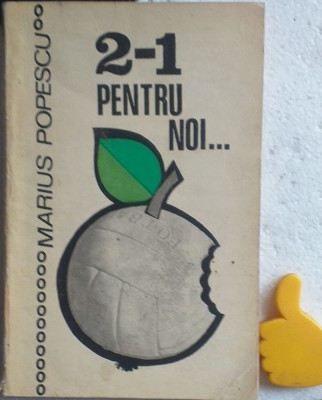 2-1
PENTRU
NOI...
MARIUS POPESCU